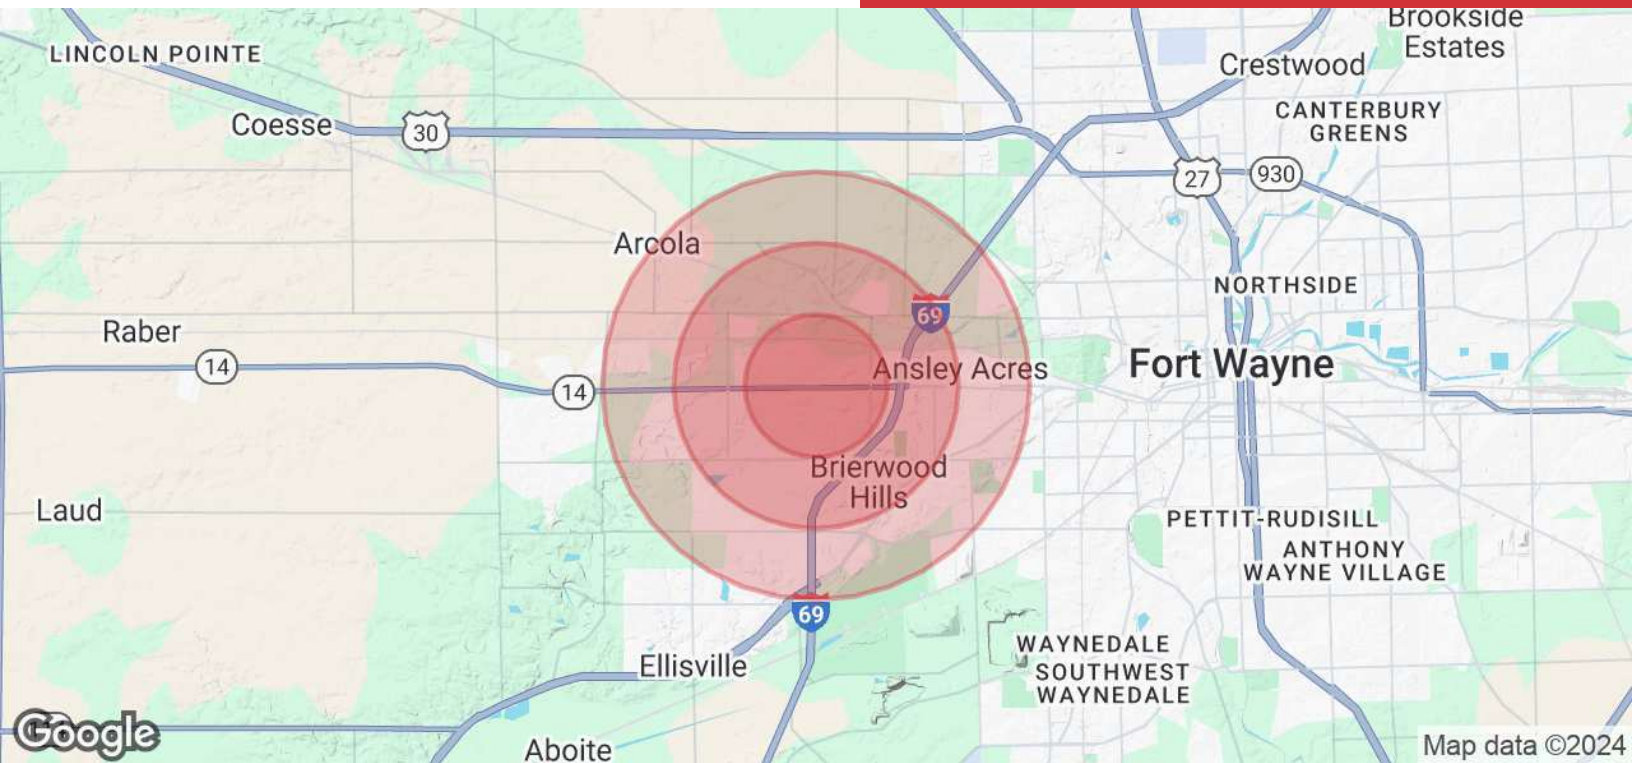 Brookside
Estates
LINCOLN POINTE
Crestwood
Coesse
30
CANTERBURY
GREENS
27
930
Arcola
NORTHSIDE
69
Raber
14
Ansley Acres
Fort Wayne
14
Brierwood
Hills
Laud
PETTIT-RUDISILL
ANTHONY
WAYNE VILLAGE
69
WAYNEDALE
SOUTHWEST
WAYNEDALE
Ellisville
Google
Aboite
Map data ©2024